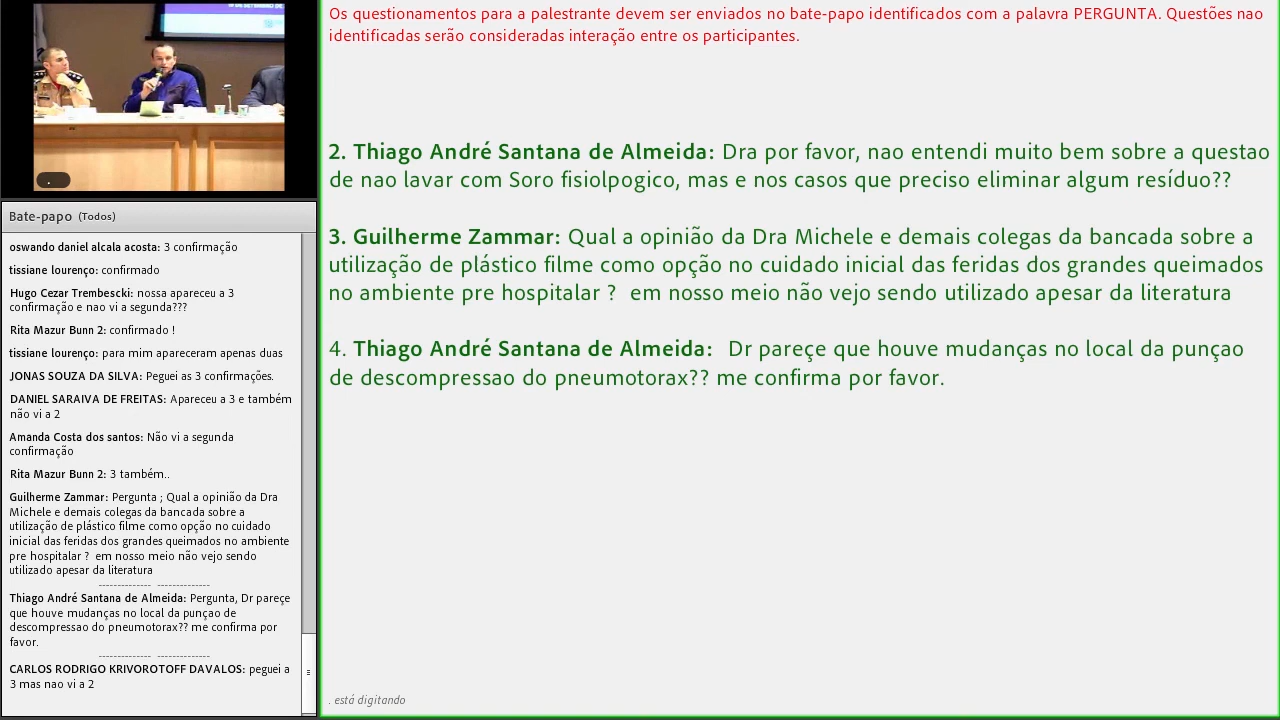 Os questionamentos para a palestrante devem ser enviados no bate-papo identificados com a palavra PERGUNTA. Questões nao
identificadas serão consideradas interação entre os participantes.
2. Thiago André Santana de Almeida: Dra por favor, nao entendi muito bem sobre a questao
de nao lavar com Soro fisiolpogico, mas e nos casos que preciso eliminar algum resíduo??
3. Guilherme Zammar: Qual a opinião da Dra Michele e demais colegas da bancada sobre a
utilização de plástico filme como opção no cuidado inicial das feridas dos grandes queimados
no ambiente pre hospitalar ?  em nosso meio não vejo sendo utilizado apesar da literatura
4. Thiago André Santana de Almeida:  Dr pareçe que houve mudanças no local da punçao
de descompressao do pneumotorax?? me confirma por favor.
. está digitando
Bate-papo (Todos)
oswando daniel alcala acosta: 3 confirmação
tissiane lourenço: confirmado
Hugo Cezar Trembescki: nossa apareceu a 3
confirmação e nao vi a segunda???
Rita Mazur Bunn 2: confirmado !
tissiane lourenço: para mim apareceram apenas duas
JONAS SOUZA DA SILVA: Peguei as 3 confirmações.
DANIEL SARAIVA DE FREITAS: Apareceu a 3 e também
não vi a 2
Amanda Costa dos santos: Não vi a segunda
confirmação
Rita Mazur Bunn 2: 3 também..
Guilherme Zammar: Pergunta ; Qual a opinião da Dra
Michele e demais colegas da bancada sobre a
utilização de plástico filme como opção no cuidado
inicial das feridas dos grandes queimados no ambiente
pre hospitalar ?  em nosso meio não vejo sendo
utilizado apesar da literatura
-------------- --------------
Thiago André Santana de Almeida: Pergunta, Dr pareçe
que houve mudanças no local da punçao de
descompressao do pneumotorax?? me confirma por
favor.
-------------- --------------
CARLOS RODRIGO KRIVOROTOFF DAVALOS: peguei a
3 mas nao vi a 2